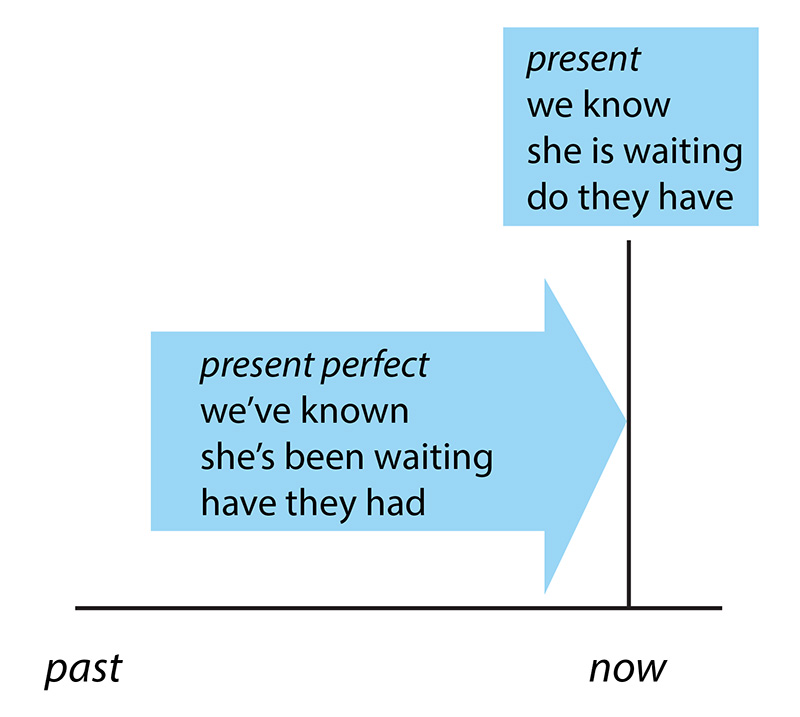 present
we know
she is waiting
do they have
present perfect
we’ve known
she’s been waiting
have they had
past
now